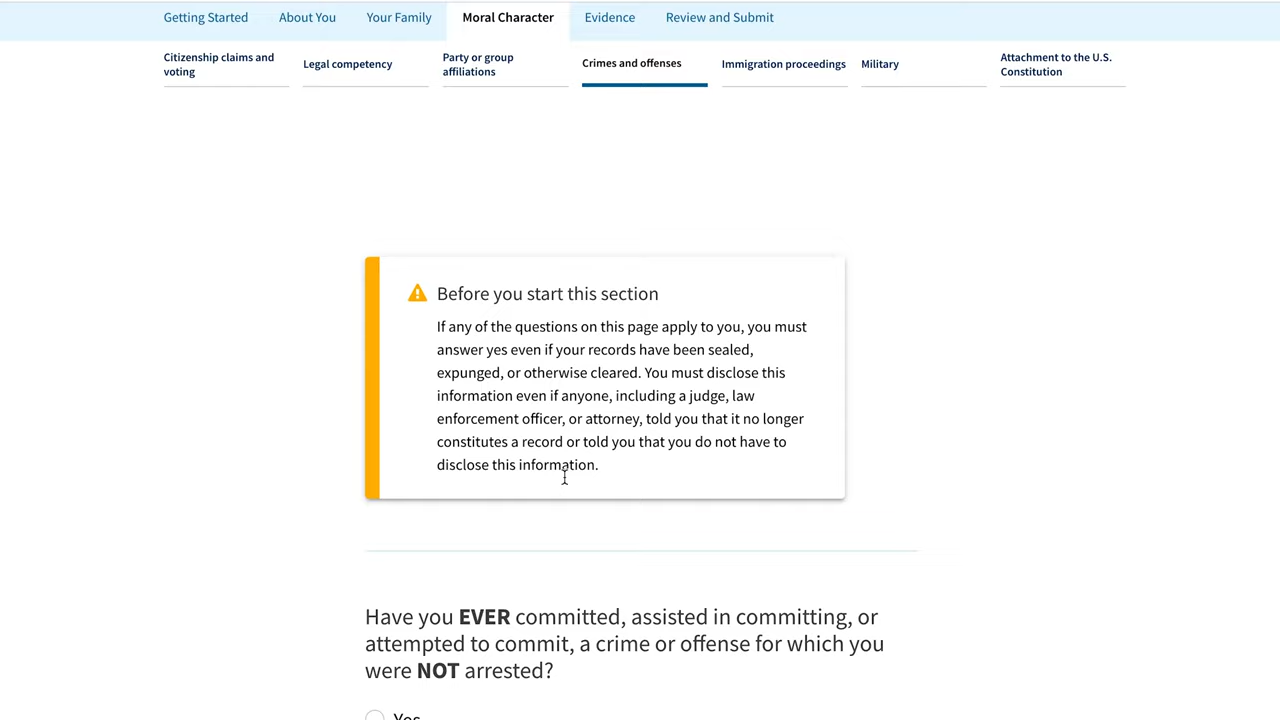 Getting Started About You Your Family Moral Character Evidence Review and Submit
Citizenship claims and voting
Legal competency
Party or group affiliations
Crimes and offenses
Immigration proceedings
Military
Attachment to the U.S. Constitution
Before you start this section
If any of the questions on this page apply to you, you must
answer yes even if your records have been sealed,
expunged, or otherwise cleared. You must disclose this
information even if anyone, including a judge, law
enforcement officer, or attorney, told you that it no longer
constitutes a record or told you that you do not have to
disclose this information.
Have you EVER committed, assisted in committing, or
attempted to commit, a crime or offense for which you
were NOT arrested?
Yes